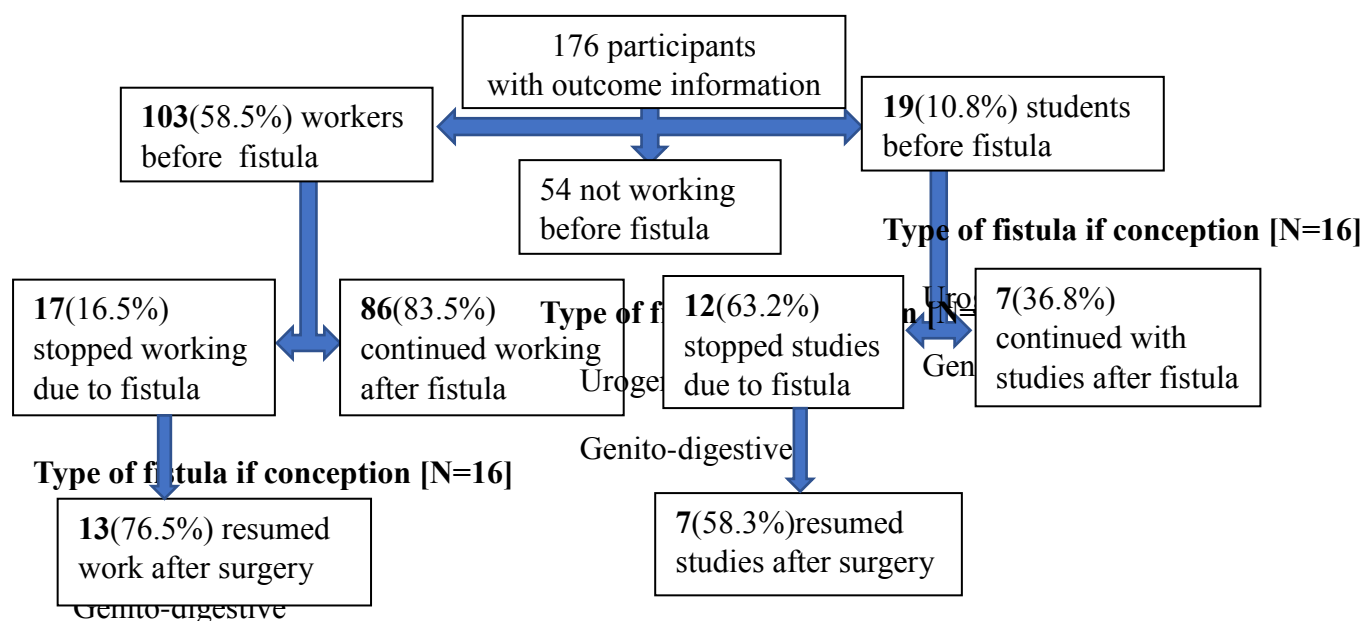 176 participants
with outcome information
103(58.5%) workers
before fistula
19(10.8%) students
before fistula
54 not working
before fistula
Type of fistula if conception [N=16]
17(16.5%)
stopped working
due to fistula
86(83.5%)
continued working
after fistula
Type of
12(63.2%)
stopped studies
due to fistula
7(36.8%)
continued with
studies after fistula
Genito-digestive
Type of fistula if conception [N=16]
13(76.5%) resumed
work after surgery
7(58.3%)resumed
studies after surgery
Genito-digestive